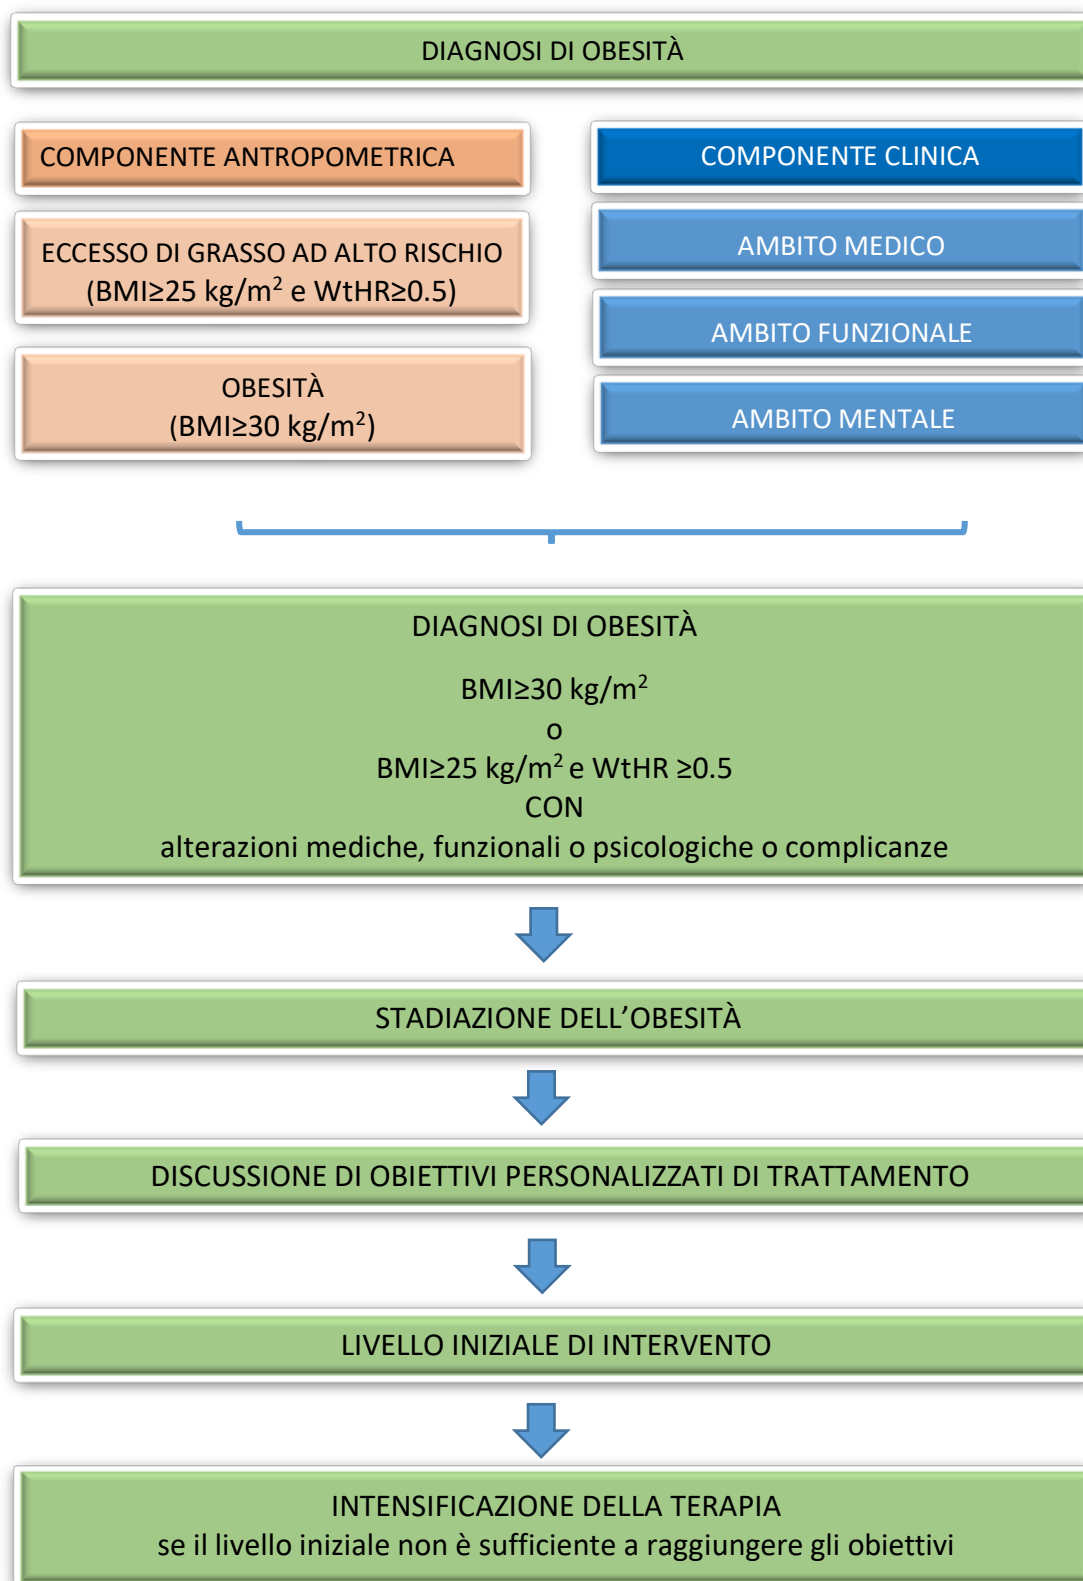 DIAGNOSI DI OBESITÀ
COMPONENTE ANTROPOMETRICA
ECCESSO DI GRASSO AD ALTO RISCHIO
(BMI≥25 kg/m² e WtHR≥0.5)
OBESITÀ
(BMI≥30 kg/m²)
COMPONENTE CLINICA
AMBITO MEDICO
AMBITO FUNZIONALE
AMBITO MENTALE
DIAGNOSI DI OBESITÀ
BMI≥30 kg/m²
o
BMI≥25 kg/m² e WtHR ≥0.5
CON
alterazioni mediche, funzionali o psicologiche o complicanze
STADIAZIONE DELL’OBESITÀ
DISCUSSIONE DI OBIETTIVI PERSONALIZZATI DI TRATTAMENTO
LIVELLO INIZIALE DI INTERVENTO
INTENSIFICAZIONE DELLA TERAPIA
se il livello iniziale non è sufficiente a raggiungere gli obiettivi